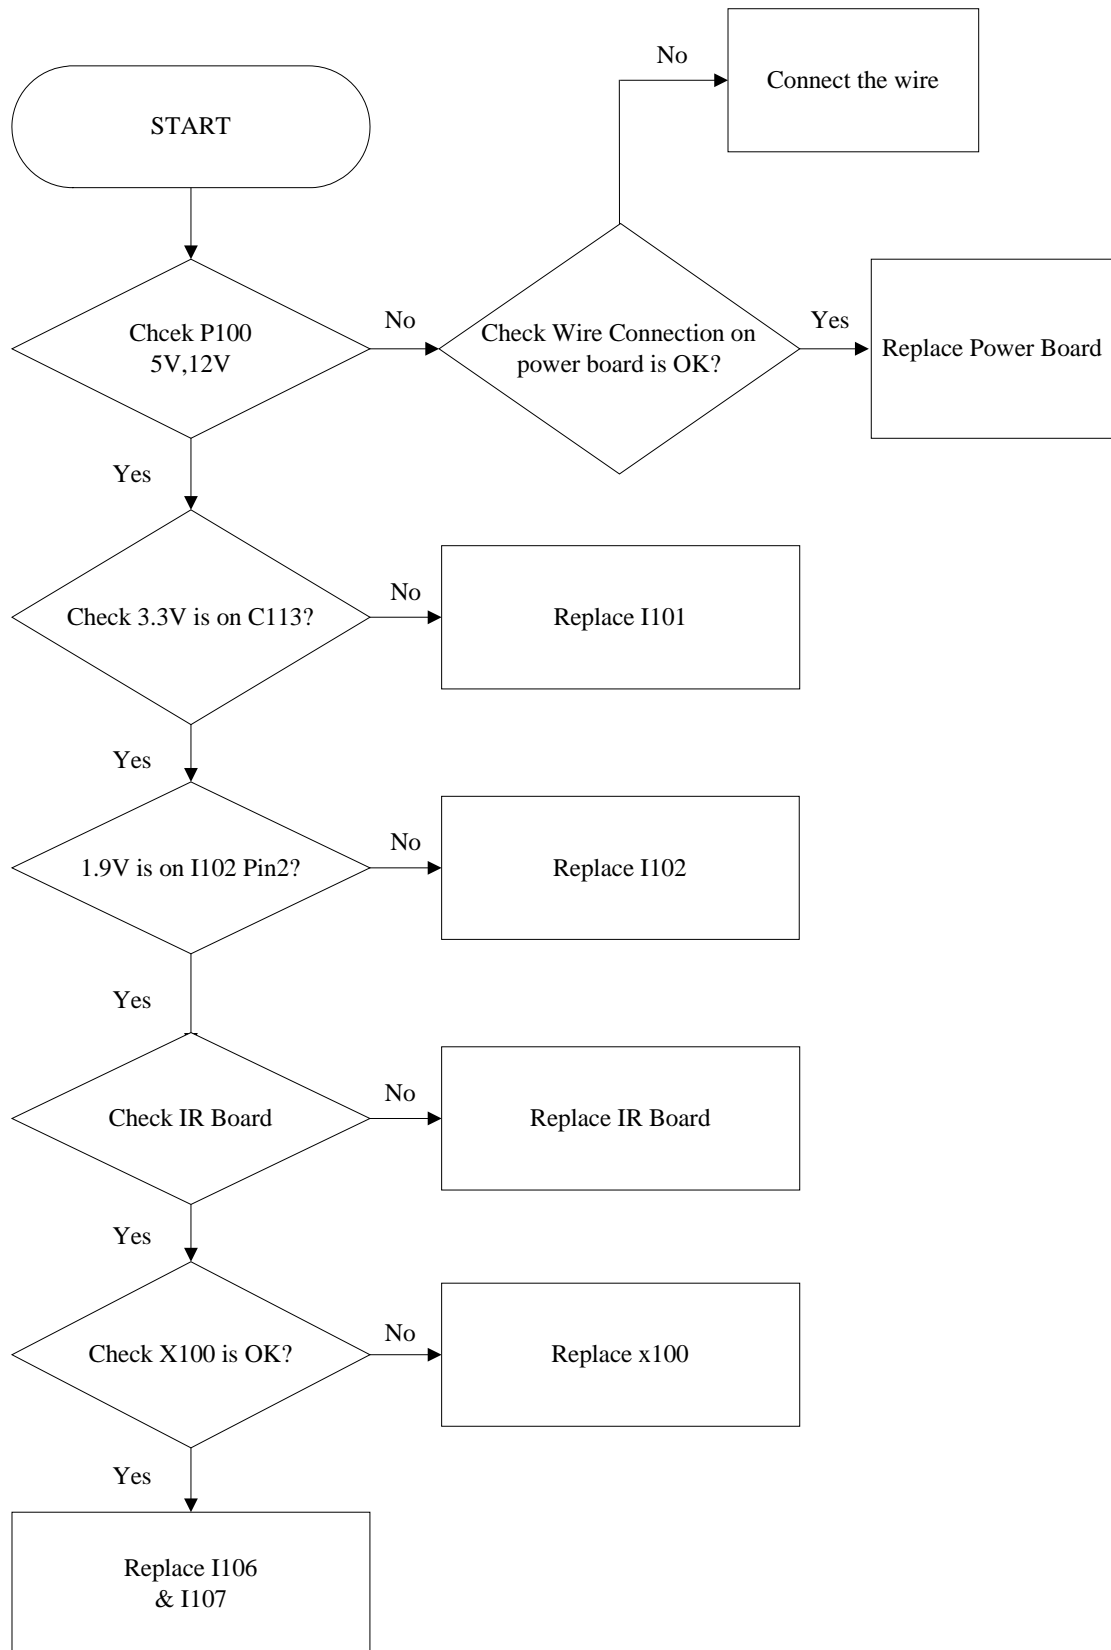 No
Connect the wire
START
Chcek P100
5V,12V
No
Check Wire Connection on
power board is OK?
Yes
Replace Power Board
Yes
Check 3.3V is on C113?
No
Replace I101
Yes
1.9V is on I102 Pin2?
No
Replace I102
Yes
Check IR Board
No
Replace IR Board
Yes
Check X100 is OK?
No
Replace x100
Yes
Replace I106
& I107